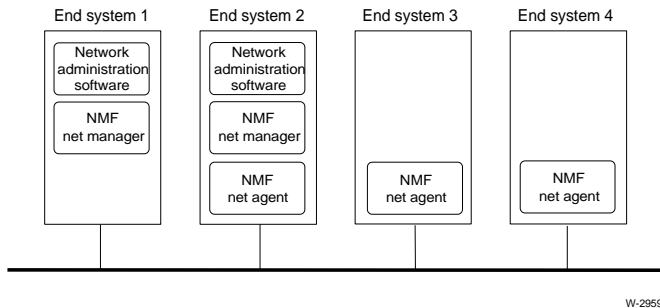 End system 1
End system 2
End system 3
End system 4
Network
administration
software
NMF
net manager
Network
administration
software
NMF
net manager
NMF
net agent
NMF
net agent
NMF
net agent
W-2959